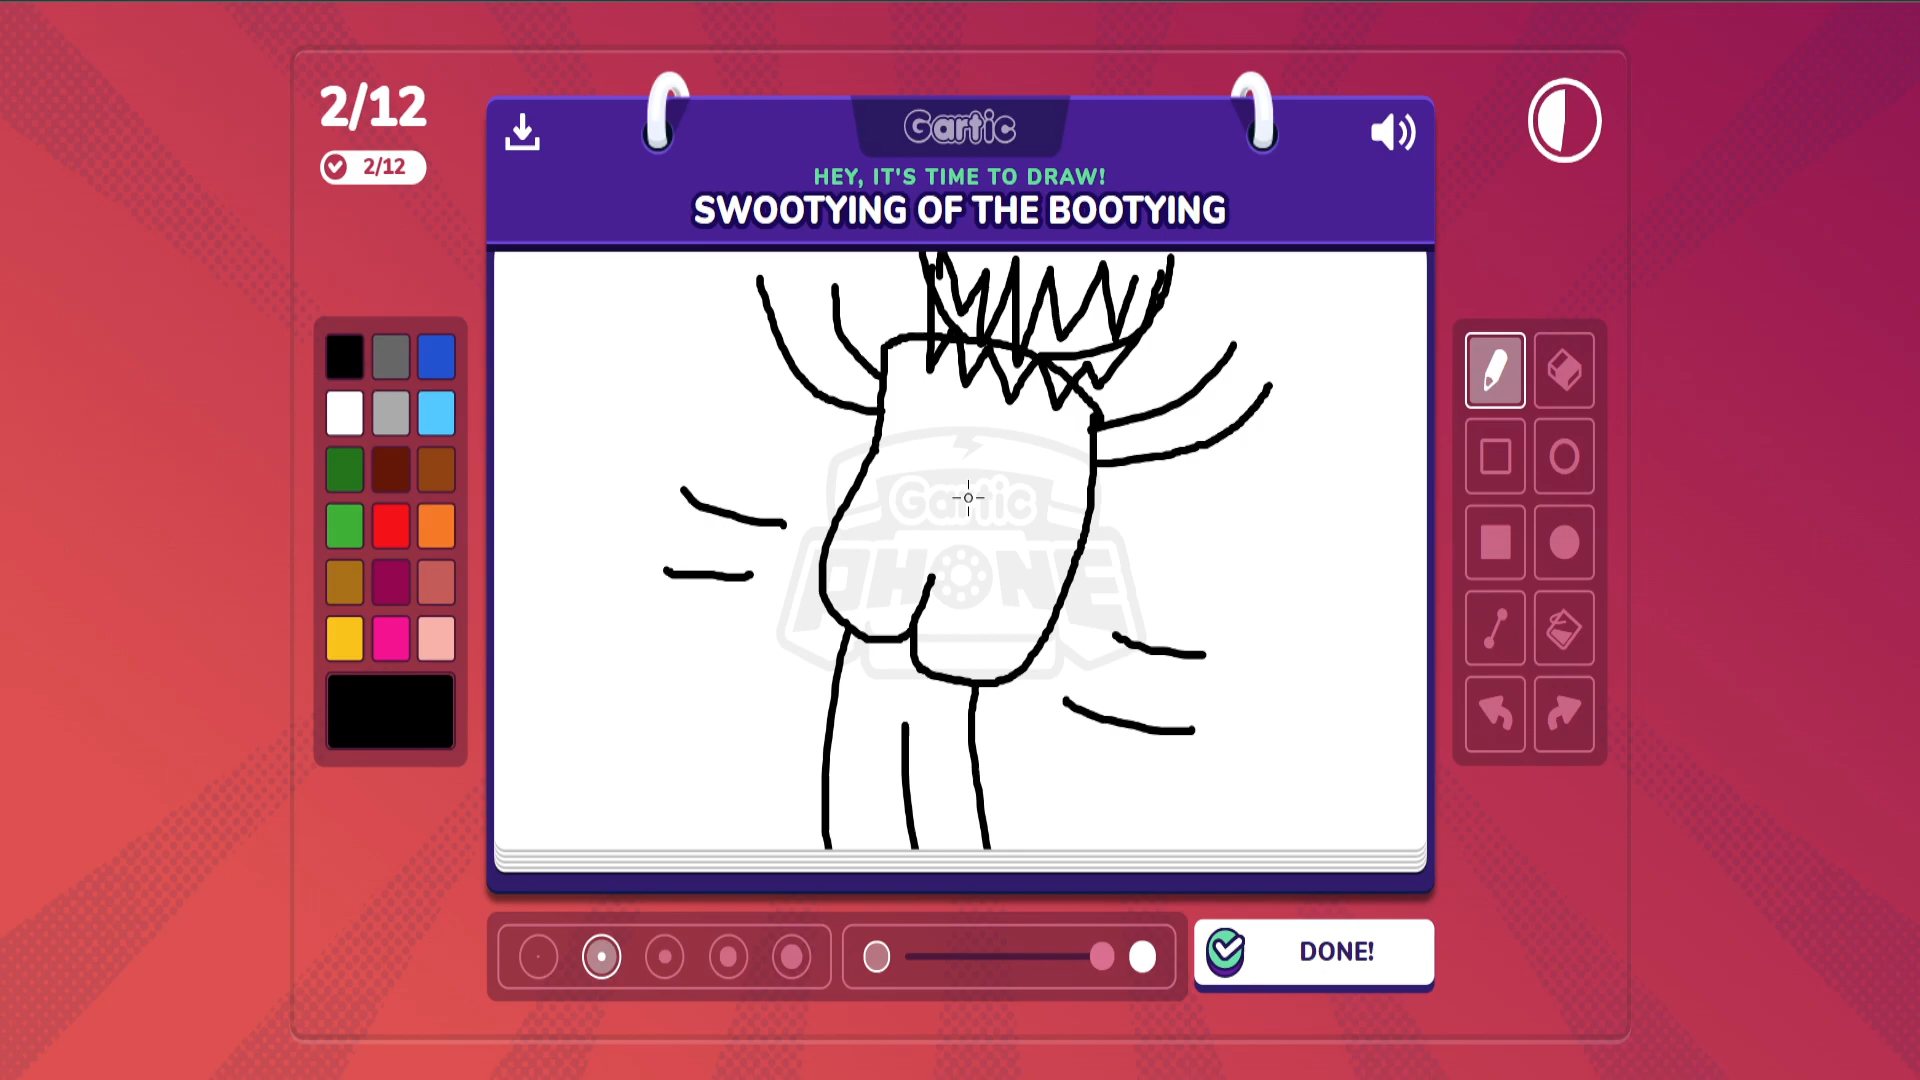 2/12
2/12
Gartic
HEY, IT'S TIME TO DRAW!
SWOOTYING OF THE BOOTYING
Gartic
PHONE
DONE!